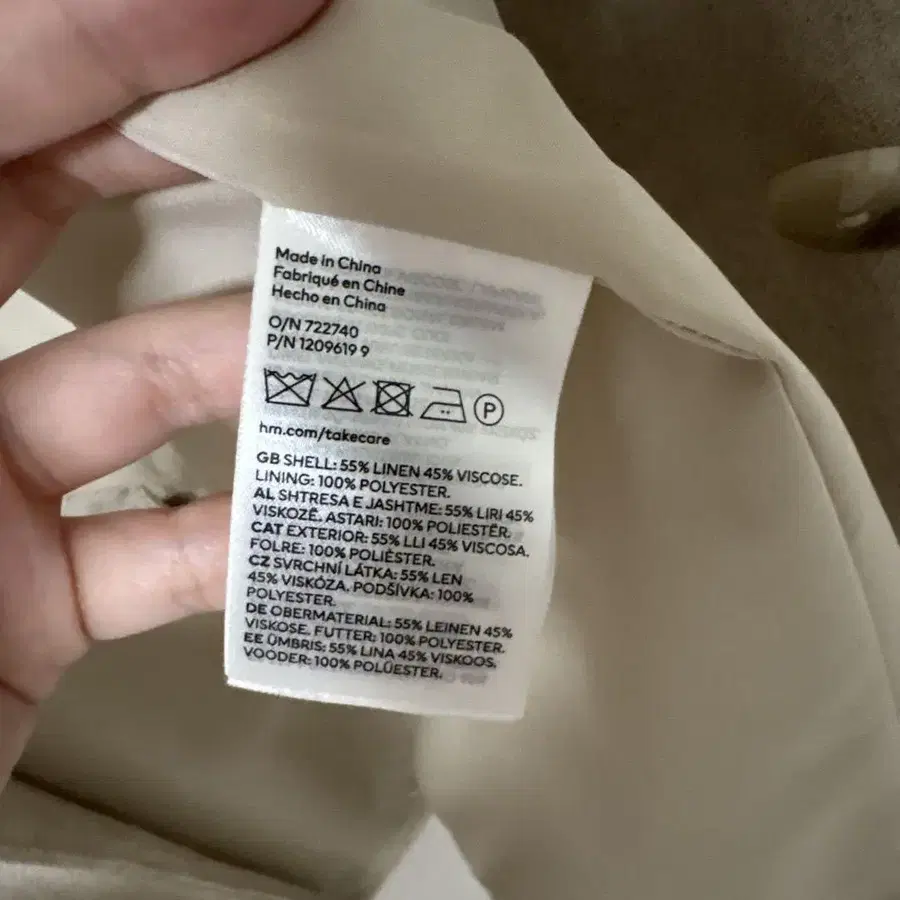 Made in China
Fabriqué en Chine
Hecho en China
O/N 722740
P/N 1209619 9
P
hm.com/takecare
GB SHELL: 55% LINEN 45% VISCOSE.
LINING: 100% POLYESTER.
AL SHTRESA E JASHTME: 55% LIRI 45%
VISKOZË. ASTARI: 100% POLIESTËR.
CAT EXTERIOR: 55% LLI 45% VISCOSA.
FOLRE: 100% POLIÈSTER.
CZ SVRCHNÍ LÁTKA: 55% LEN
45% VISKÓZA. PODŠÍVKA: 100%
POLYESTER.
DE OBERMATERIAL: 55% LEINEN 45%
VISKOSE. FUTTER: 100% POLYESTER.
EE ÜMBRIS: 55% LINA 45% VISKOOS.
VOODER: 100% POLÜESTER.